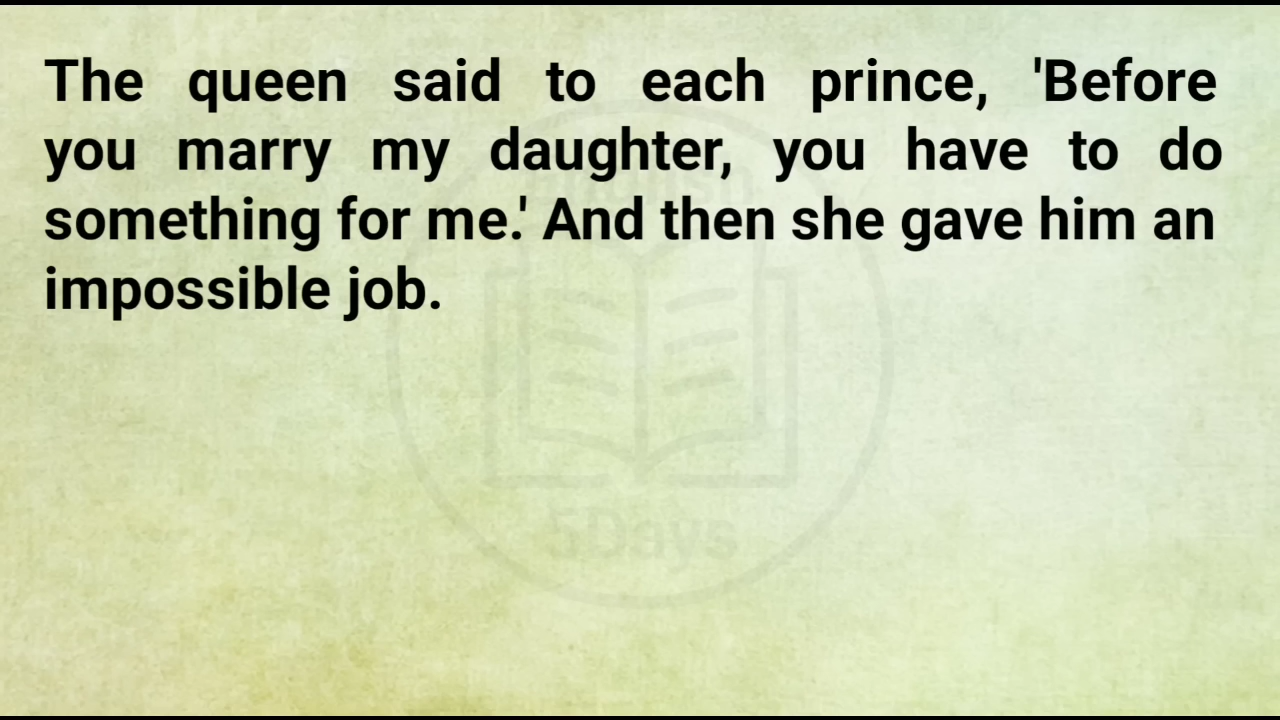 The queen said to each prince, 'Before
you marry my daughter, you have to do
something for me.' And then she gave him an
impossible job.
5Days